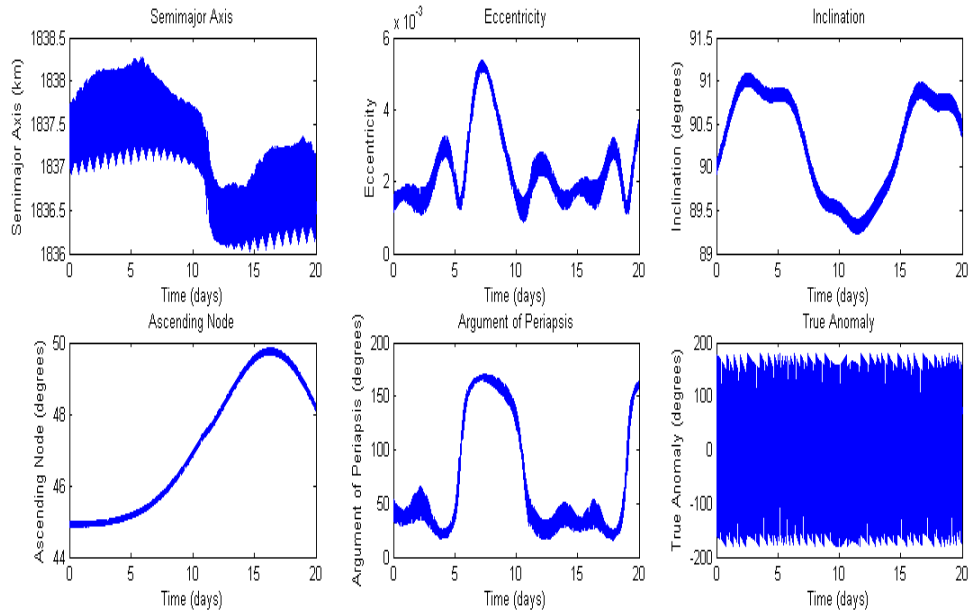 Semimajor Axis
1838.5
1838
1837.5
1837
1836.5
1836
Semimajor Axis (km)
0 5 10 15 20
Time (days)
x 10^-3
Eccentricity
6
4
2
0
Eccentricity
0 5 10 15 20
Time (days)
Inclination
91.5
91
90.5
90
89.5
89
Inclination (degrees)
0 5 10 15 20
Time (days)
Ascending Node
50
48
46
44
Ascending Node (degrees)
0 5 10 15 20
Time (days)
Argument of Periapsis
200
150
100
50
0
Argument of Periapsis (degrees)
0 5 10 15 20
Time (days)
True Anomaly
200
100
0
-100
-200
True Anomaly (degrees)
0 5 10 15 20
Time (days)